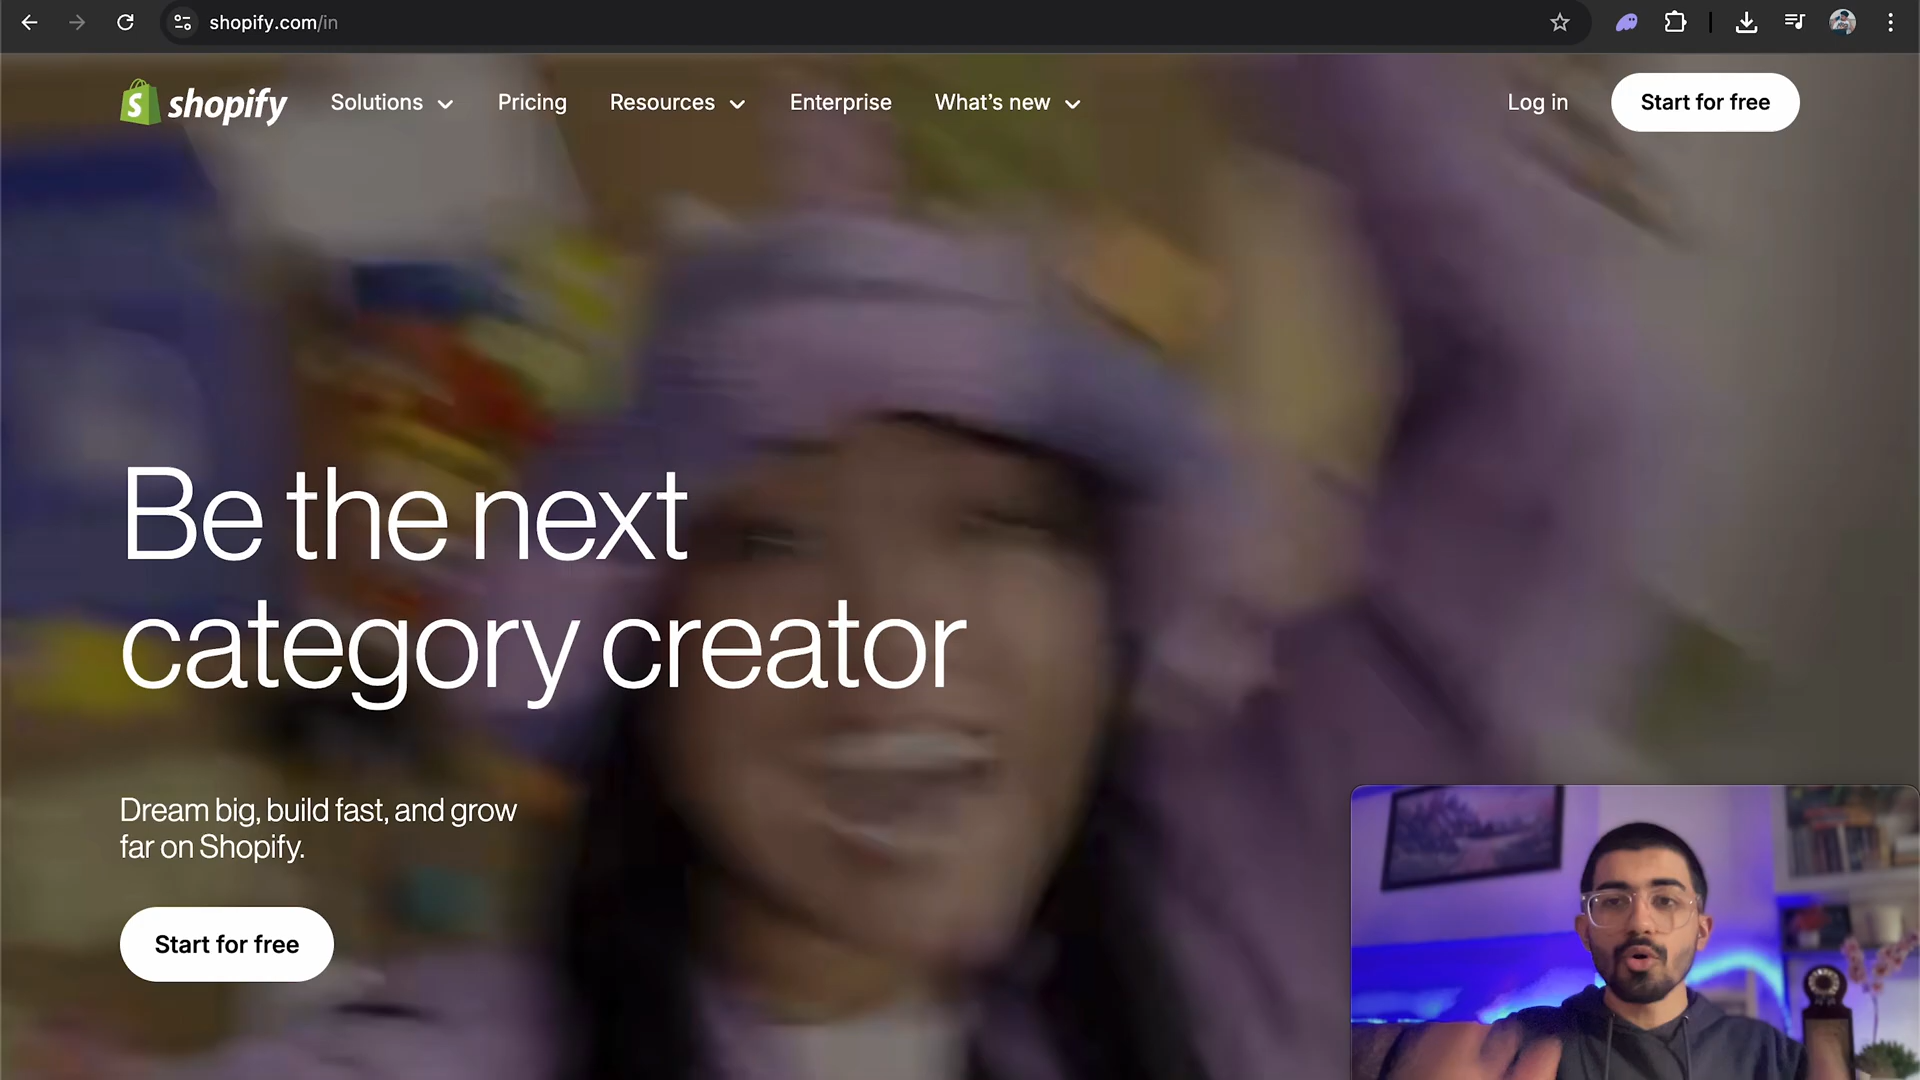 shopify.com/in
shopify
Solutions
Pricing
Resources
Enterprise
What's new
Log in
Start for free
Be the next
category creator
Dream big, build fast, and grow
far on Shopify.
Start for free